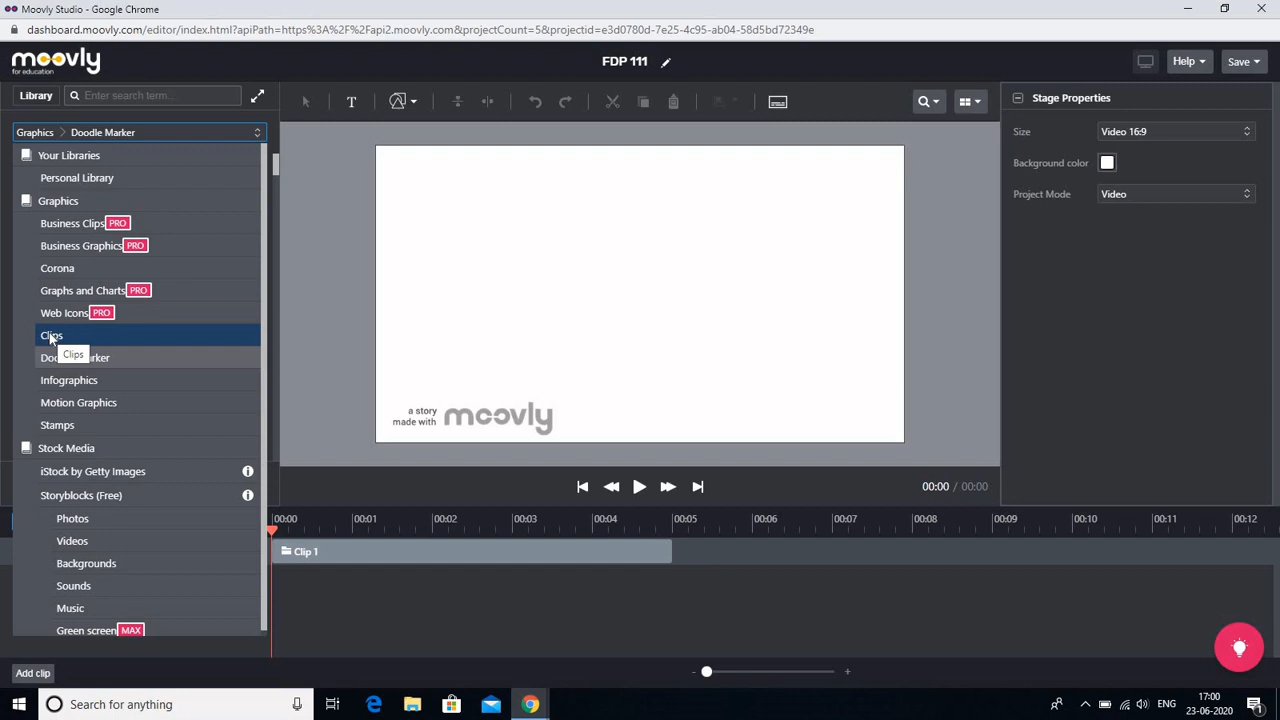 Moovly Studio - Google Chrome
dashboard.moovly.com/editor/index.html?apiPath=https%3A%2F%2Fapi2.moovly.com&projectCount=5&projectid=e3d0780d-7e25-4c95-ab04-58d5bd72349e
moovly
for education
FDP 111
Help
Save
Library
Enter search term...
T
Stage Properties
Graphics > Doodle Marker
Size
Video 16:9
Your Libraries
Background color
Personal Library
Project Mode
Video
Graphics
Business Clips PRO
Business Graphics PRO
Corona
Graphs and Charts PRO
Web Icons PRO
Clips
Clips
Infographics
Motion Graphics
a story
made with moovly
Stamps
Stock Media
iStock by Getty Images
00:00 / 00:00
Storyblocks (Free)
Photos
00:00 00:01 00:02 00:03 00:04 00:05 00:06 00:07 00:08 00:09 00:10 00:11 00:12
Videos
Clip 1
Backgrounds
Sounds
Music
Green screen MAX
Add clip
- +
Search for anything
ENG
17:00
23-06-2020
1